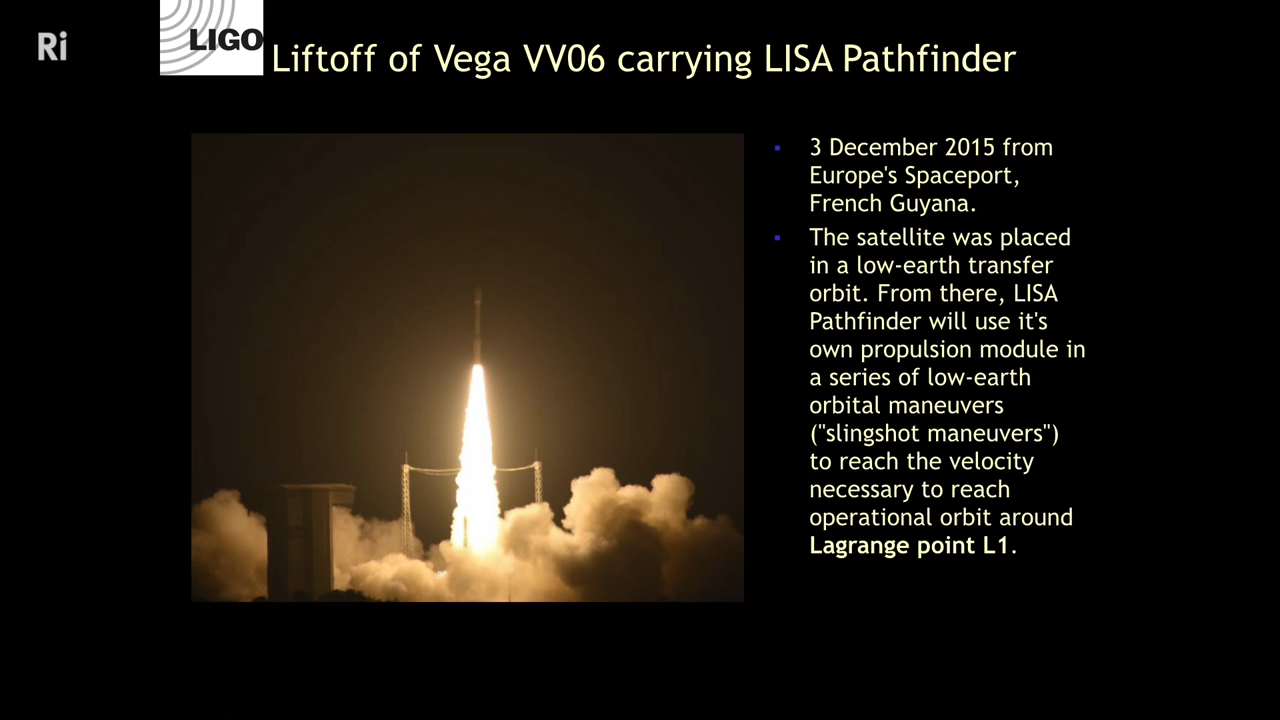 Ri
LIGO
Liftoff of Vega VV06 carrying LISA Pathfinder
▪ 3 December 2015 from
Europe's Spaceport,
French Guyana.
▪ The satellite was placed
in a low-earth transfer
orbit. From there, LISA
Pathfinder will use it's
own propulsion module in
a series of low-earth
orbital maneuvers
("slingshot maneuvers")
to reach the velocity
necessary to reach
operational orbit around
Lagrange point L1.